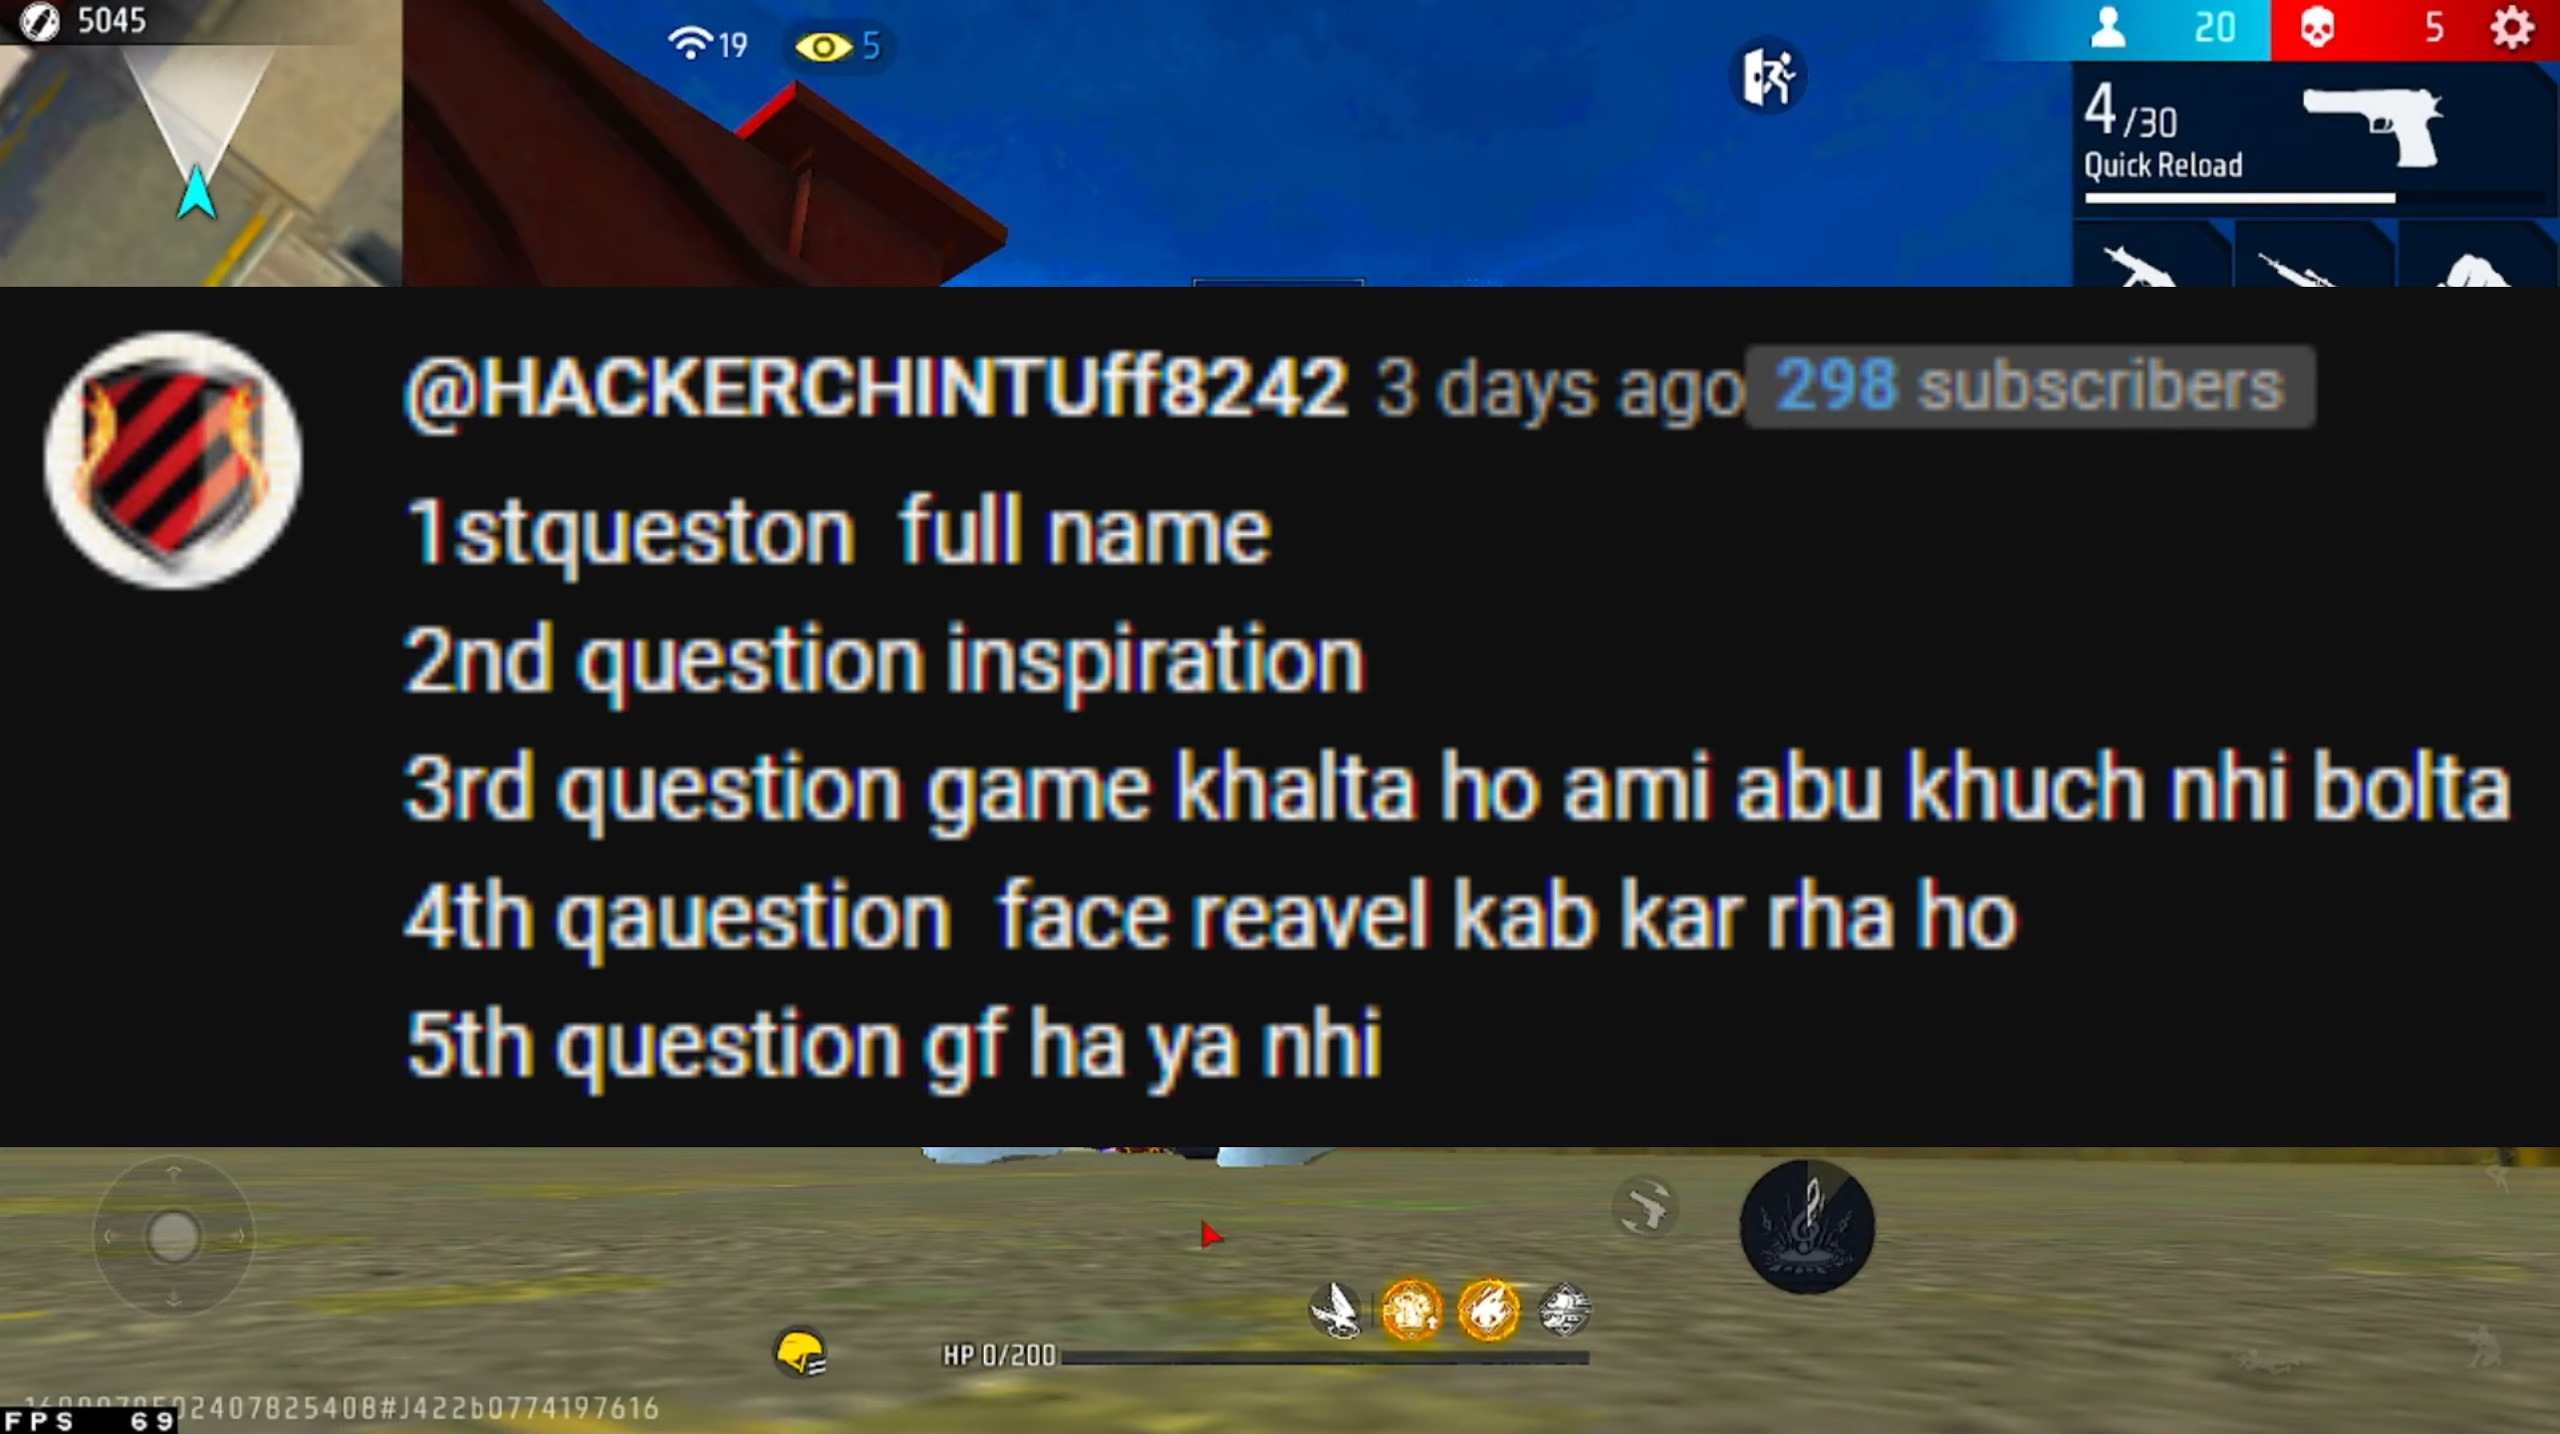 5045
19
5
20
5
4/30
Quick Reload
@HACKERCHINTUff8242 3 days ago 298 subscribers
1stqueston  full name
2nd question inspiration
3rd question game khalta ho ami abu khuch nhi bolta
4th qauestion  face reavel kab kar rha ho
5th question gf ha ya nhi
HP 0/200
02407825408#J422b0774197616
FPS 69